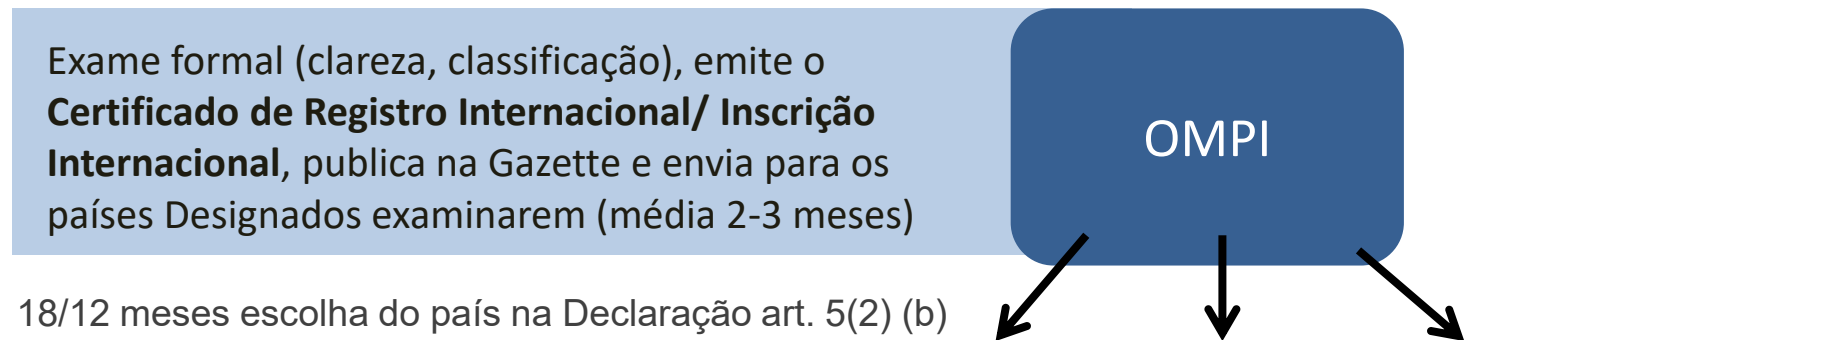 Exame formal (clareza, classificação), emite o
Certificado de Registro Internacional/ Inscrição
Internacional, publica na Gazette e envia para os
países Designados examinarem (média 2-3 meses)
OMPI
18/12 meses escolha do país na Declaração art. 5(2) (b)